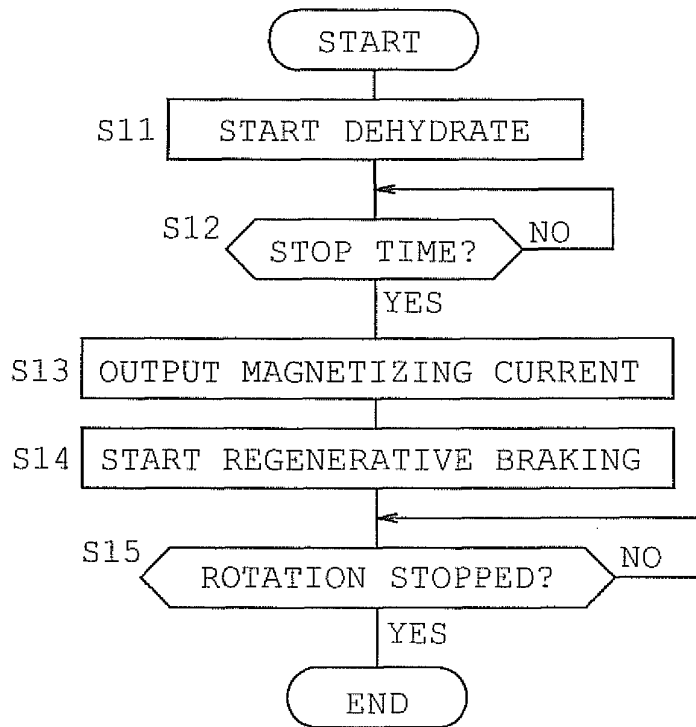 START
S11 START DEHYDRATE
S12 STOP TIME? NO
YES
S13 OUTPUT MAGNETIZING CURRENT
S14 START REGENERATIVE BRAKING
S15 ROTATION STOPPED? NO
YES
END